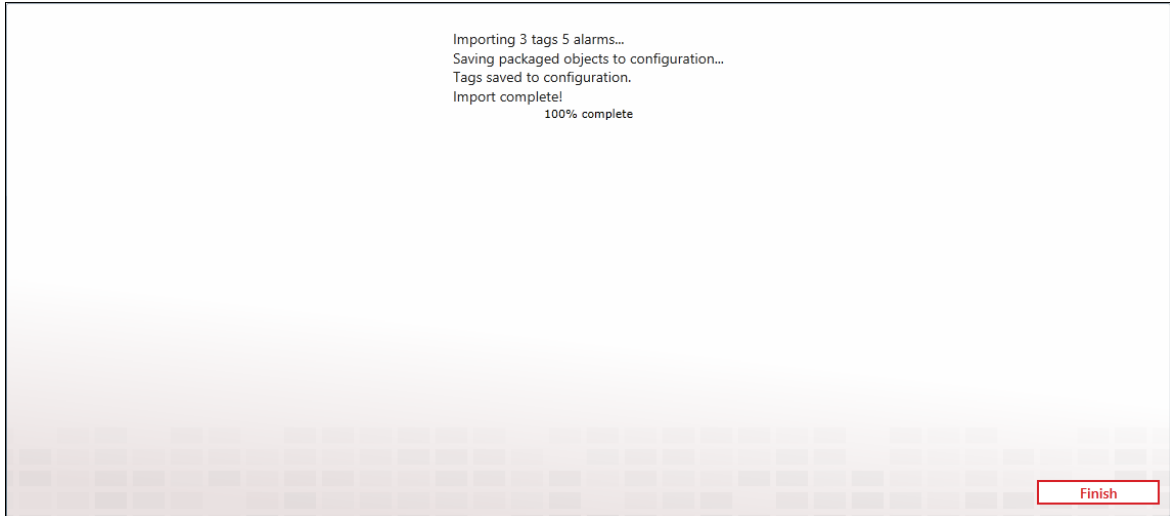 Importing 3 tags 5 alarms...
Saving packaged objects to configuration...
Tags saved to configuration.
Import complete!
100% complete
Finish